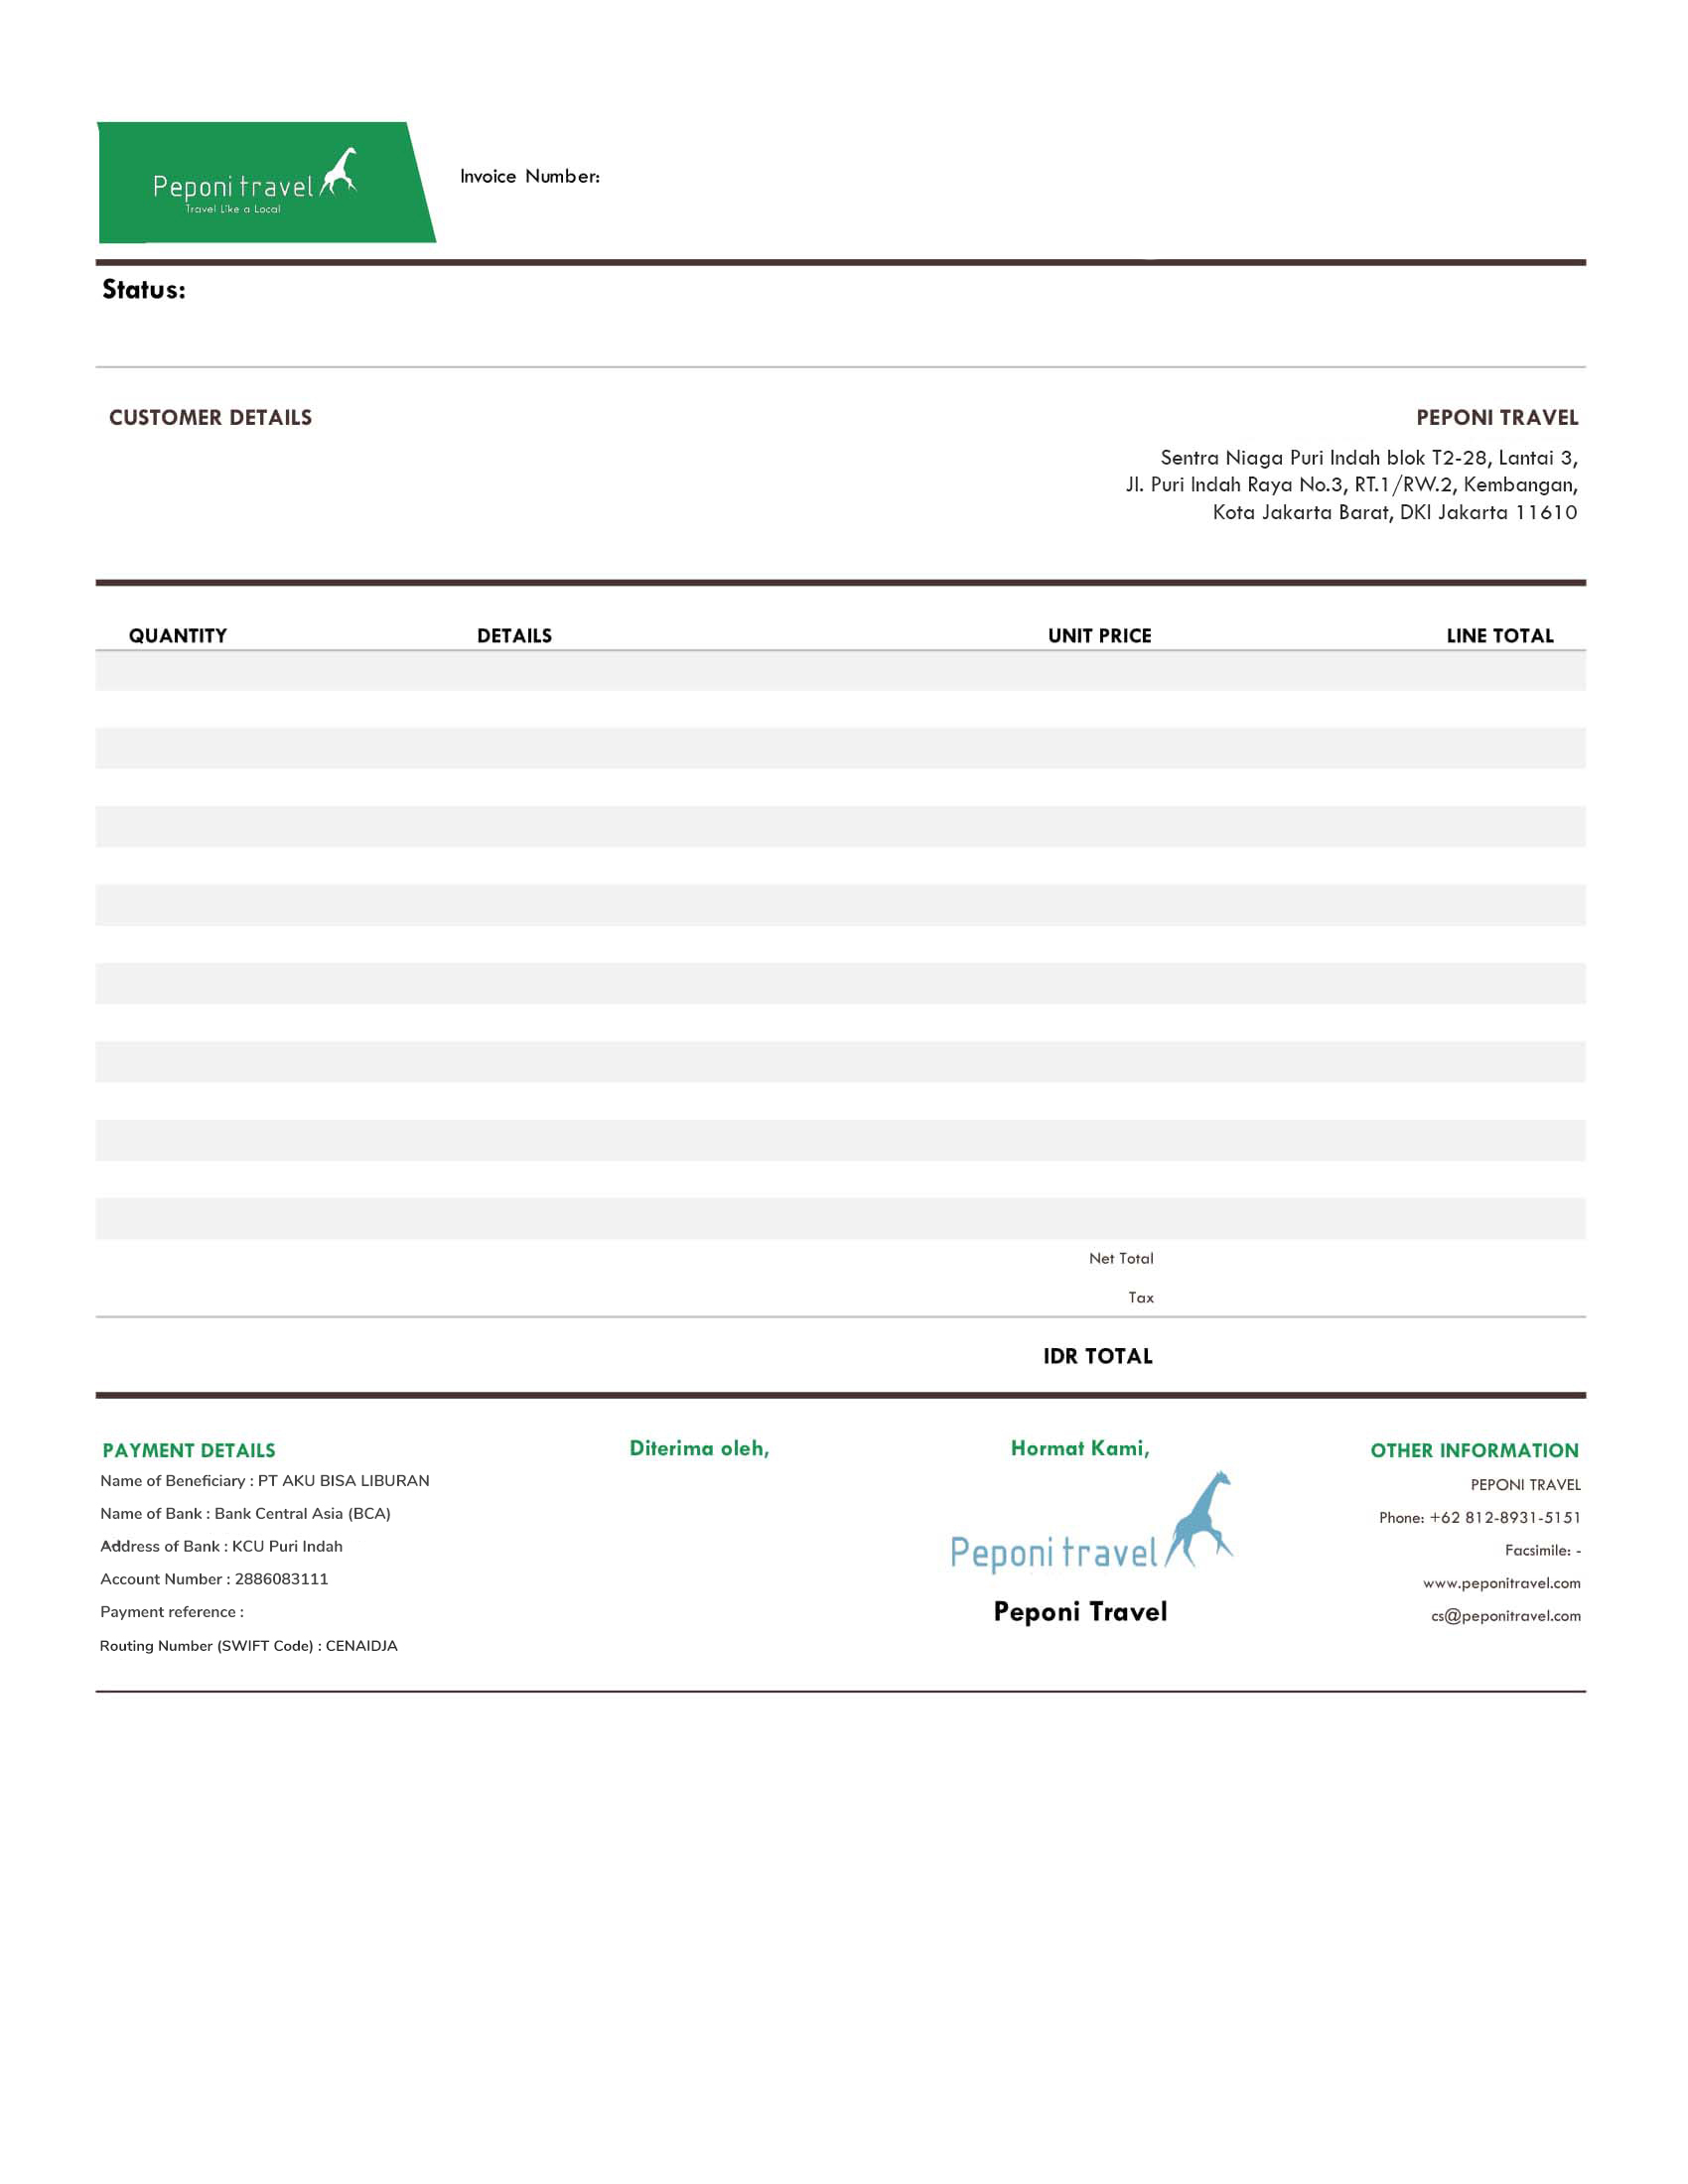 Peponi travel
Travel Like a Local
Invoice Number:
Status:
CUSTOMER DETAILS
PEPONI TRAVEL
Sentra Niaga Puri Indah blok T2-28, Lantai 3,
Jl. Puri Indah Raya No.3, RT.1/RW.2, Kembangan,
Kota Jakarta Barat, DKI Jakarta 11610
QUANTITY DETAILS UNIT PRICE LINE TOTAL
Net Total
Tax
IDR TOTAL
PAYMENT DETAILS
Name of Beneficiary : PT AKU BISA LIBURAN
Name of Bank : Bank Central Asia (BCA)
Address of Bank : KCU Puri Indah
Account Number : 2886083111
Payment reference :
Routing Number (SWIFT Code) : CENAIDJA
Diterima oleh,
Hormat Kami,
Peponi travel
Peponi Travel
OTHER INFORMATION
PEPONI TRAVEL
Phone: +62 812-8931-5151
Facsimile: -
www.peponitravel.com
cs@peponitravel.com